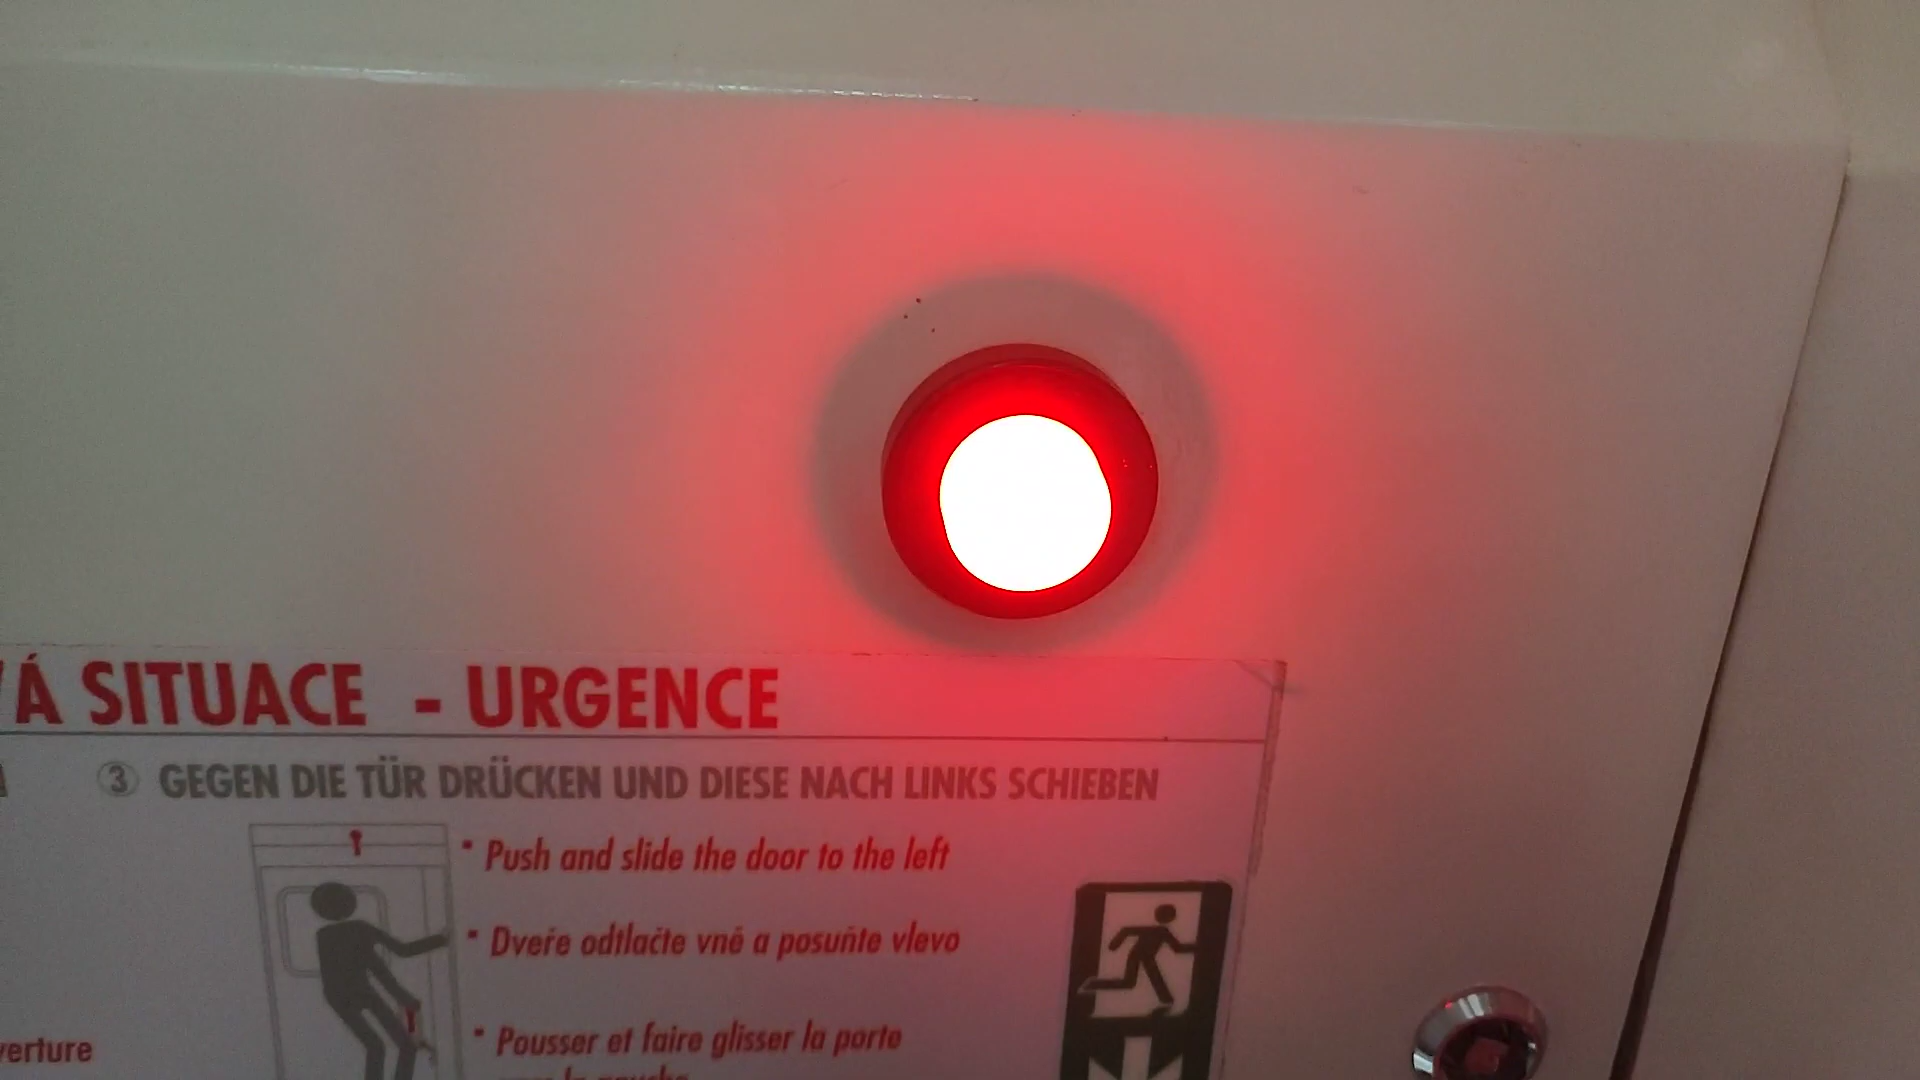 SITUACE - URGENCE
③ GEGEN DIE TÜR DRÜCKEN UND DIESE NACH LINKS SCHIEBEN
Push and slide the door to the left
Dveře odtlačte vně a posuňte vlevo
Pousser et faire glisser la porte